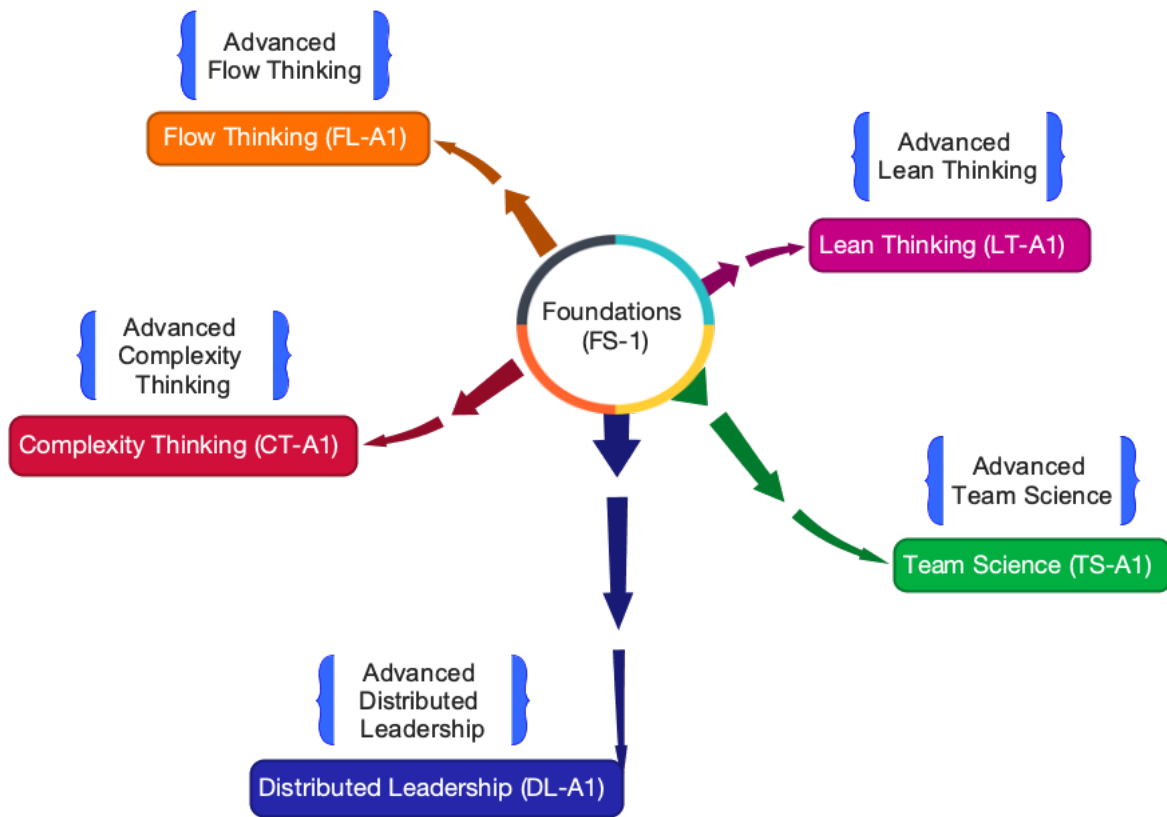 Advanced
Flow Thinking
Flow Thinking (FL-A1)
Advanced
Lean Thinking
Lean Thinking (LT-A1)
Foundations
(FS-1)
Advanced
Complexity
Thinking
Complexity Thinking (CT-A1)
Advanced
Team Science
Team Science (TS-A1)
Advanced
Distributed
Leadership
Distributed Leadership (DL-A1)